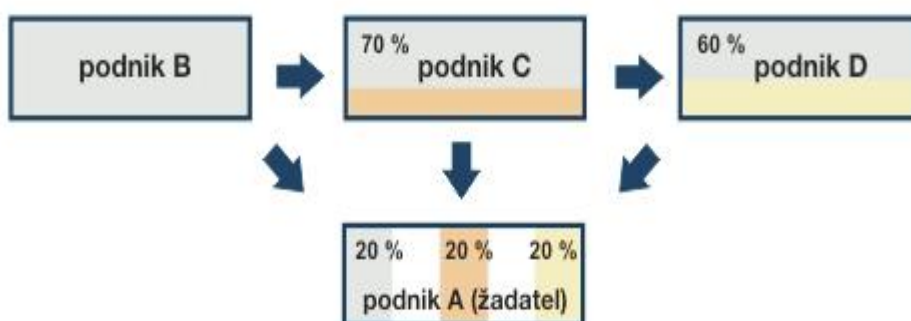 podnik B
70 %
podnik C
60 %
podnik D
20 % 20 % 20 %
podnik A (žadatel)